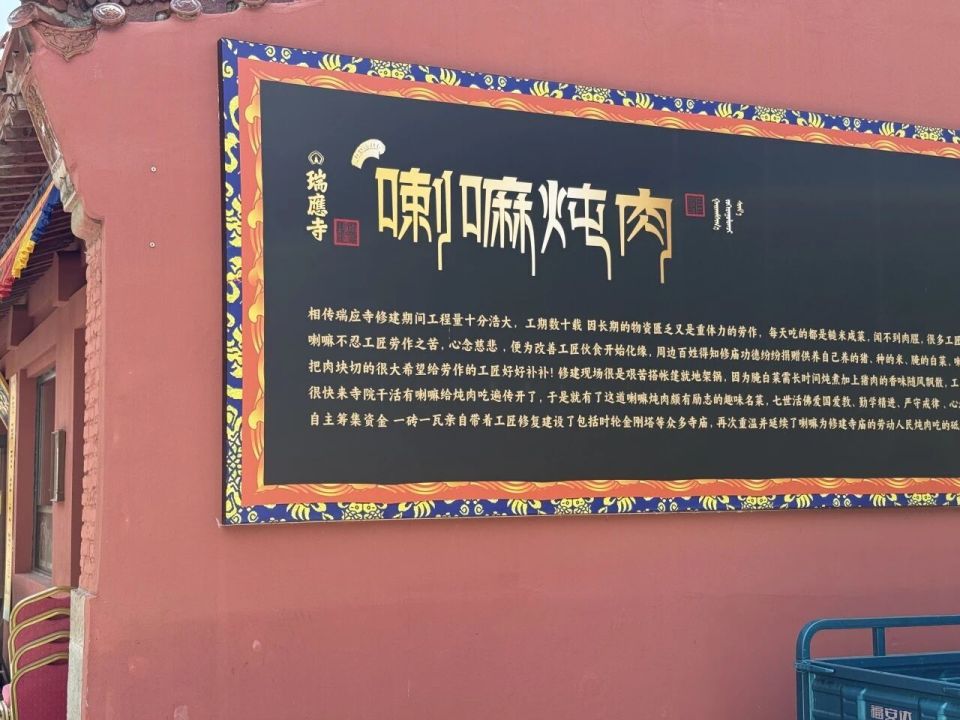 瑞應寺
喇嘛炖肉
相传瑞应寺修建期间工程量十分浩大，工期数十载 因长期的物资匮乏又是重体力的劳作，每天吃的都是糙米咸菜，闻不到肉腥，很多工匠
喇嘛不忍工匠劳作之苦，心念慈悲，便为改善工匠伙食开始化缘，周边百姓得知修庙功德纷纷捐赠供养自己养的猪、种的米、腌的白菜，喇
把肉块切的很大希望给劳作的工匠好好补补！修建现场很是艰苦搭帐篷就地架锅，因为腌白菜需长时间炖煮加上猪肉的香味随风飘散，工
很快来寺院干活有喇嘛给炖肉吃遍传开了，于是就有了这道喇嘛炖肉颇有励志的趣味名菜，七世活佛爱国爱教、勤学精进、严守戒律，心
自主筹集资金 一砖一瓦亲自带着工匠修复建设了包括时轮金刚塔等众多寺庙，再次重温并延续了喇嘛为修建寺庙的劳动人民炖肉吃的
福安达